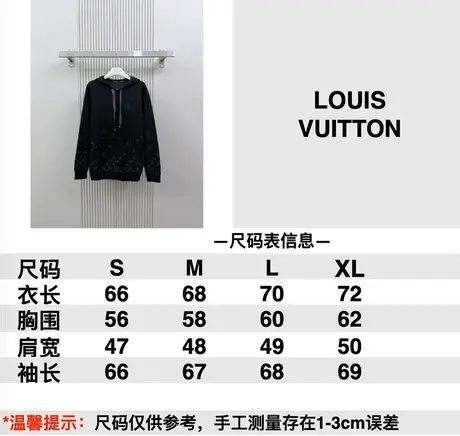 LOUIS
VUITTON
—尺码表信息—
尺码 S M L XL
衣长 66 68 70 72
胸围 56 58 60 62
肩宽 47 48 49 50
袖长 66 67 68 69
*温馨提示：尺码仅供参考，手工测量存在1-3cm误差